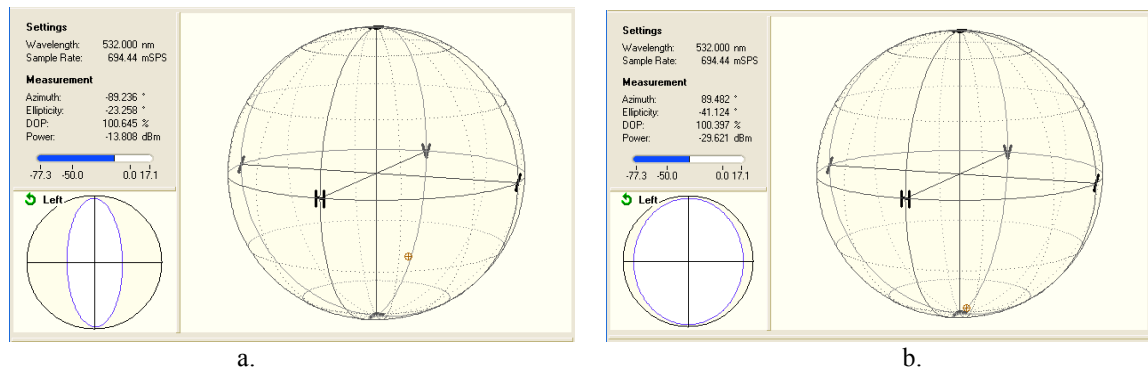 Settings
Wavelength: 532.000 nm
Sample Rate: 694.44 mSPS
Measurement
Azimuth: -89.236 °
Ellipticity: -23.258 °
DOP: 100.645 %
Power: -13.808 dBm
-77.3 -50.0 0.0 17.1
Left
V
H
a.
Settings
Wavelength: 532.000 nm
Sample Rate: 694.44 mSPS
Measurement
Azimuth: 89.482 °
Ellipticity: -41.124 °
DOP: 100.397 %
Power: -29.621 dBm
-77.3 -50.0 0.0 17.1
Left
V
H
b.